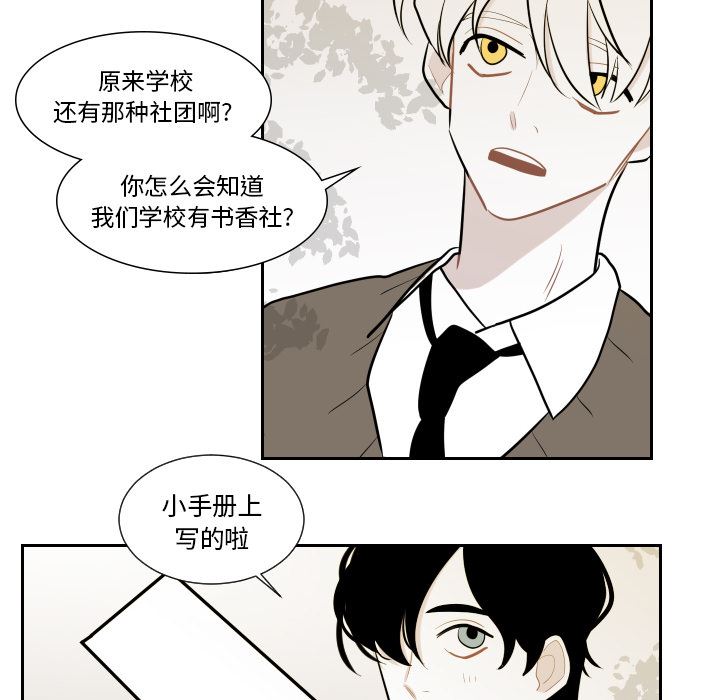 原来学校
还有那种社团啊?
你怎么会知道
我们学校有书香社?
小手册上
写的啦